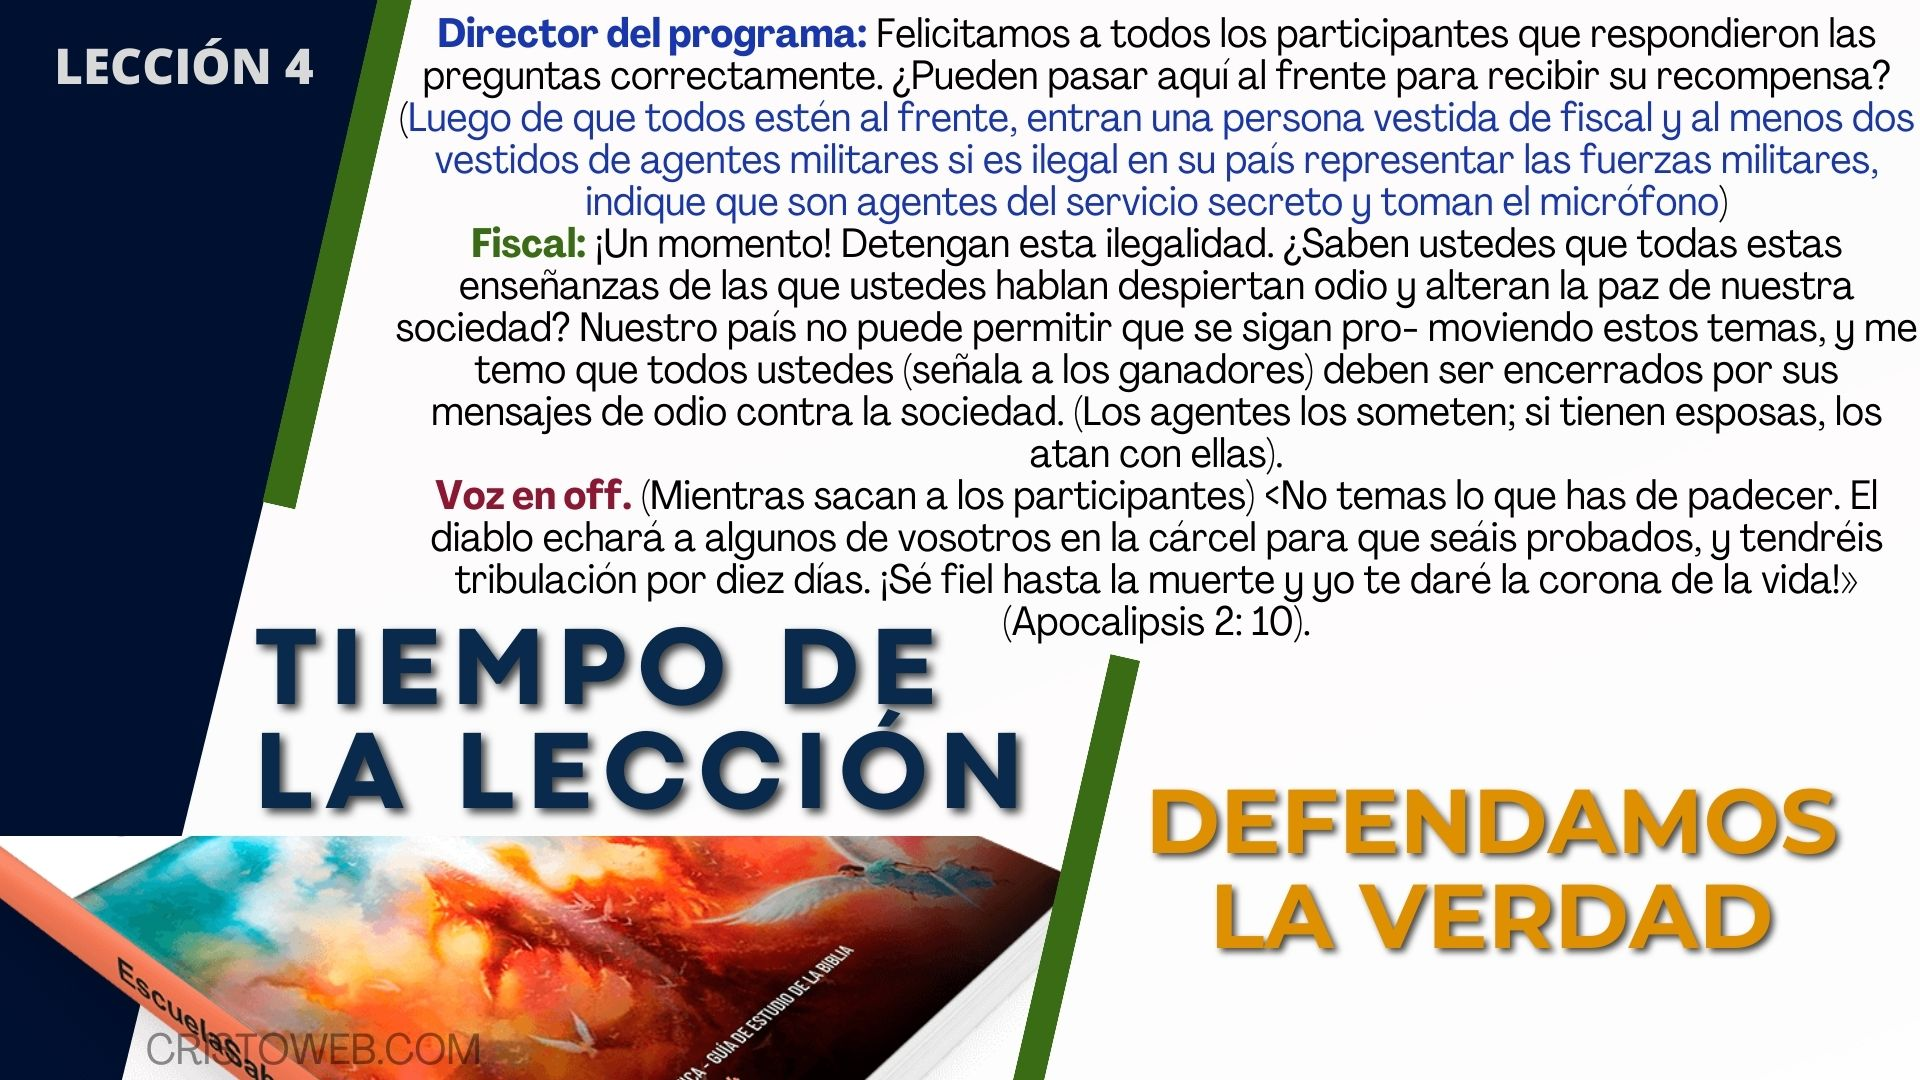 LECCIÓN 4
Director del programa: Felicitamos a todos los participantes que respondieron las
preguntas correctamente. ¿Pueden pasar aquí al frente para recibir su recompensa?
(Luego de que todos estén al frente, entran una persona vestida de fiscal y al menos dos
vestidos de agentes militares si es ilegal en su país representar las fuerzas militares,
indique que son agentes del servicio secreto y toman el micrófono)
Fiscal: ¡Un momento! Detengan esta ilegalidad. ¿Saben ustedes que todas estas
enseñanzas de las que ustedes hablan despiertan odio y alteran la paz de nuestra
sociedad? Nuestro país no puede permitir que se sigan pro- moviendo estos temas, y me
temo que todos ustedes (señala a los ganadores) deben ser encerrados por sus
mensajes de odio contra la sociedad. (Los agentes los someten; si tienen esposas, los
atan con ellas).
Voz en off. (Mientras sacan a los participantes) <No temas lo que has de padecer. El
diablo echará a algunos de vosotros en la cárcel para que seáis probados, y tendréis
tribulación por diez días. ¡Sé fiel hasta la muerte y yo te daré la corona de la vida!»
(Apocalipsis 2: 10).
TIEMPO DE
LA LECCIÓN
DEFENDAMOS
LA VERDAD
- GUÍA DE ESTUDIO DE LA BIBLIA
Escuela
CRISTOWEB.COM